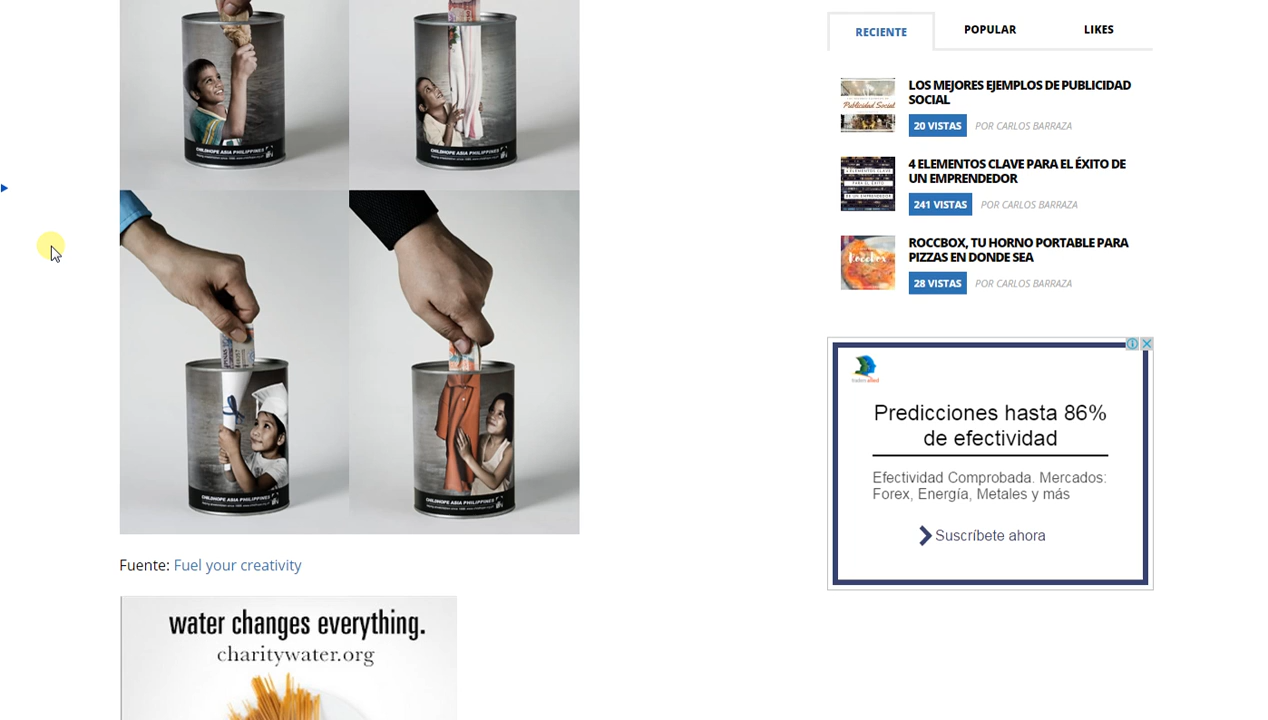 CHILDHOPE ASIA PHILIPPINES
CHILDHOPE ASIA PHILIPPINES
CHILDHOPE ASIA PHILIPPINES
CHILDHOPE ASIA PHILIPPINES
Fuente: Fuel your creativity
water changes everything.
charitywater.org
RECIENTE
POPULAR
LIKES
LOS MEJORES EJEMPLOS DE PUBLICIDAD
SOCIAL
20 VISTAS POR CARLOS BARRAZA
Publicidad Social
4 ELEMENTOS CLAVE PARA EL ÉXITO DE
UN EMPRENDEDOR
241 VISTAS POR CARLOS BARRAZA
ROCCBOX, TU HORNO PORTABLE PARA
PIZZAS EN DONDE SEA
28 VISTAS POR CARLOS BARRAZA
Roccbox
Predicciones hasta 86%
de efectividad
Efectividad Comprobada. Mercados:
Forex, Energía, Metales y más
Suscríbete ahora